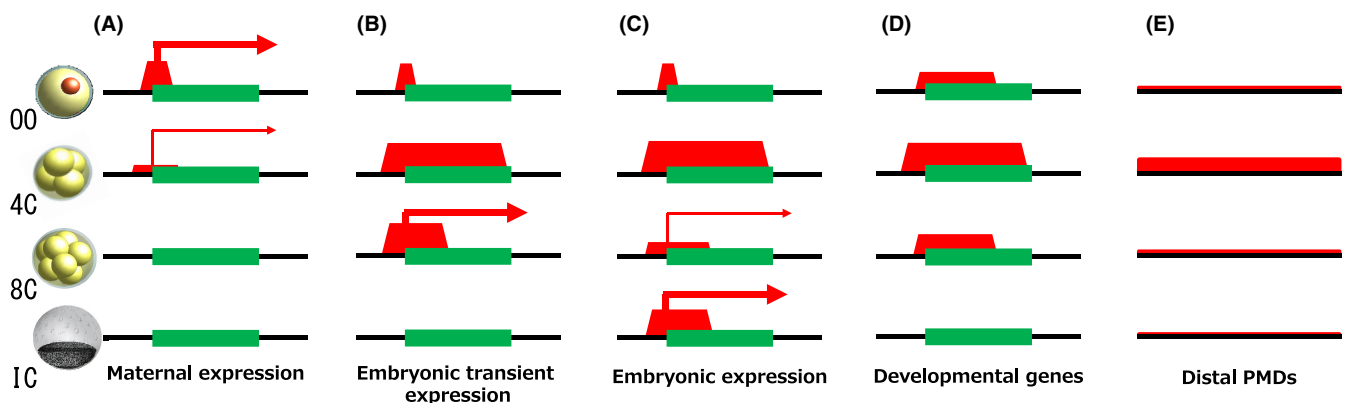 (A)
(B)
(C)
(D)
(E)
OO
4C
8C
IC
Maternal expression
Embryonic transient
expression
Embryonic expression
Developmental genes
Distal PMDs